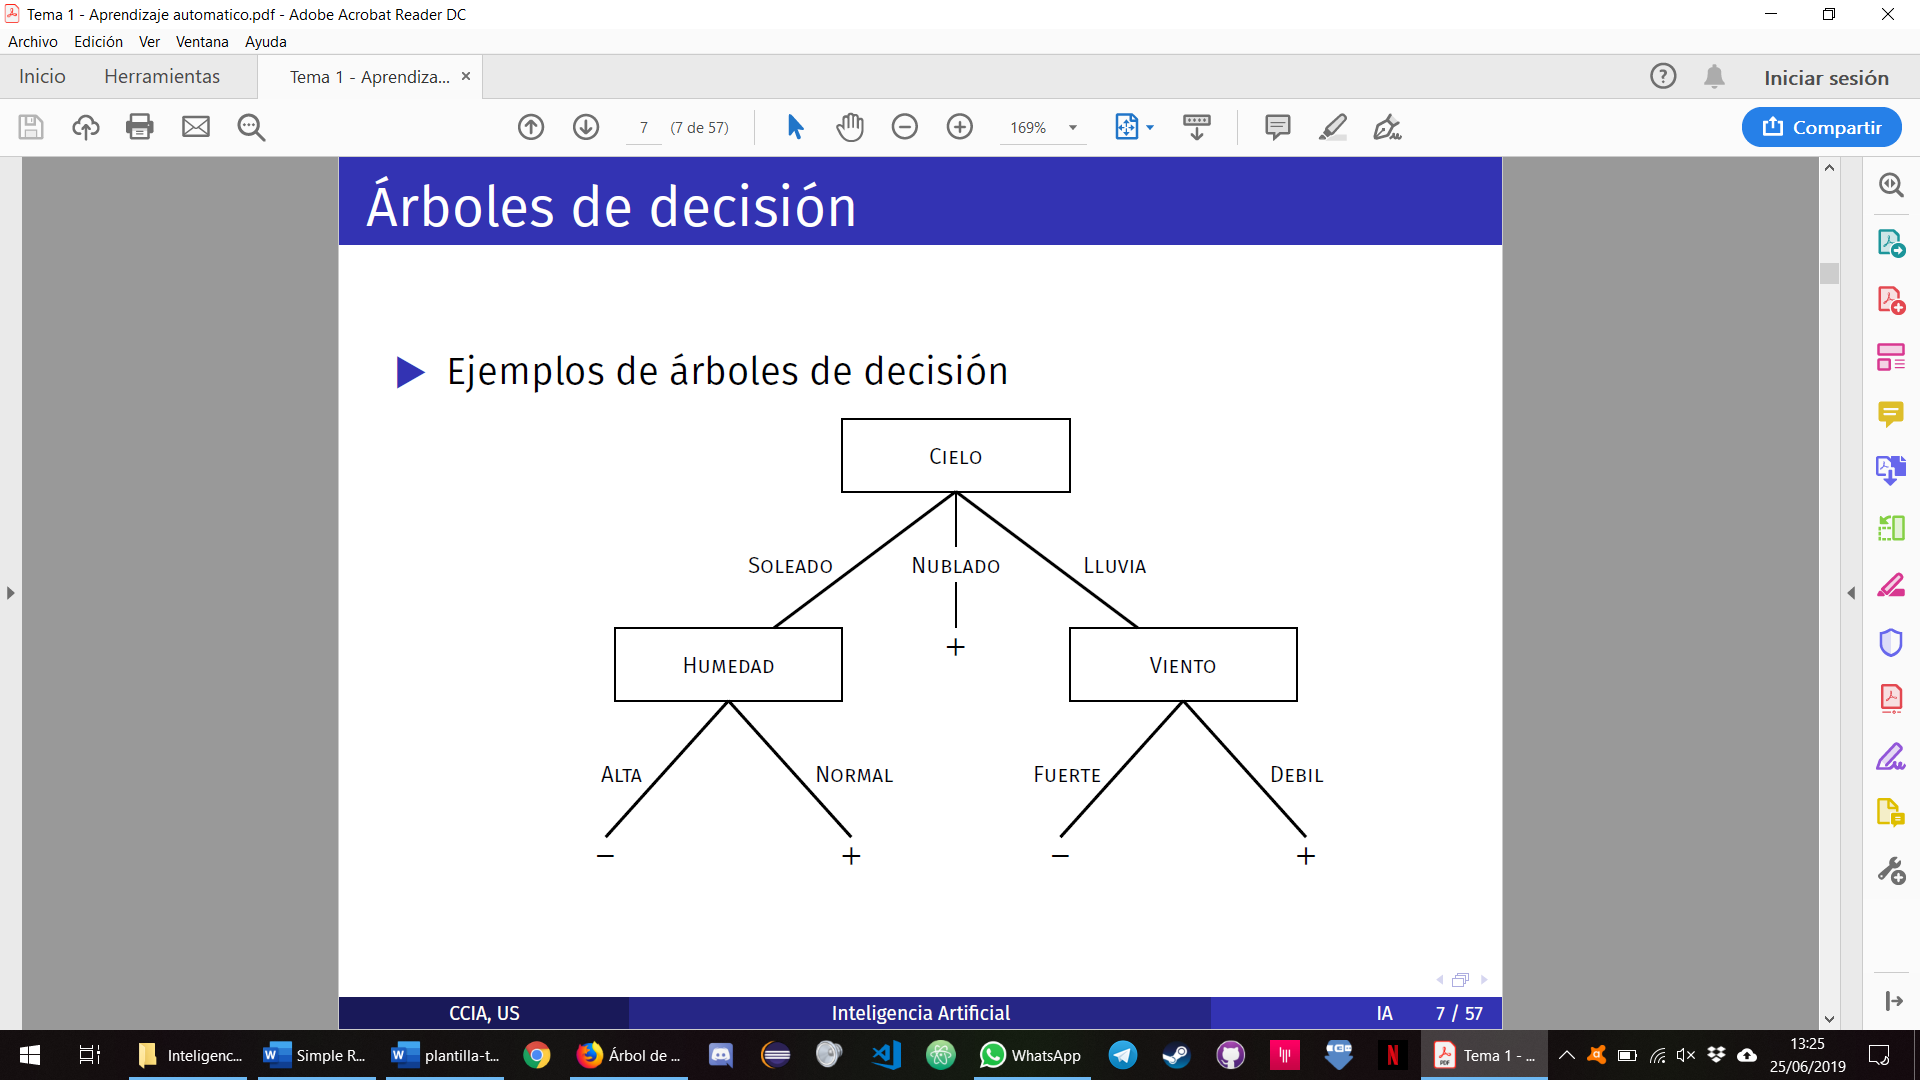 Tema 1 - Aprendizaje automatico.pdf - Adobe Acrobat Reader DC
Archivo Edición Ver Ventana Ayuda
Inicio Herramientas Tema 1 - Aprendiza... × Iniciar sesión
7 (7 de 57) 169% Compartir
Árboles de decisión
Ejemplos de árboles de decisión
CIELO
SOLEADO NUBLADO LLUVIA
+
HUMEDAD VIENTO
ALTA NORMAL FUERTE DEBIL
− + − +
CCIA, US Inteligencia Artificial IA 7 / 57
Inteligenc... Simple R... plantilla-t... Árbol de ... WhatsApp Tema 1 - ... 13:25
25/06/2019